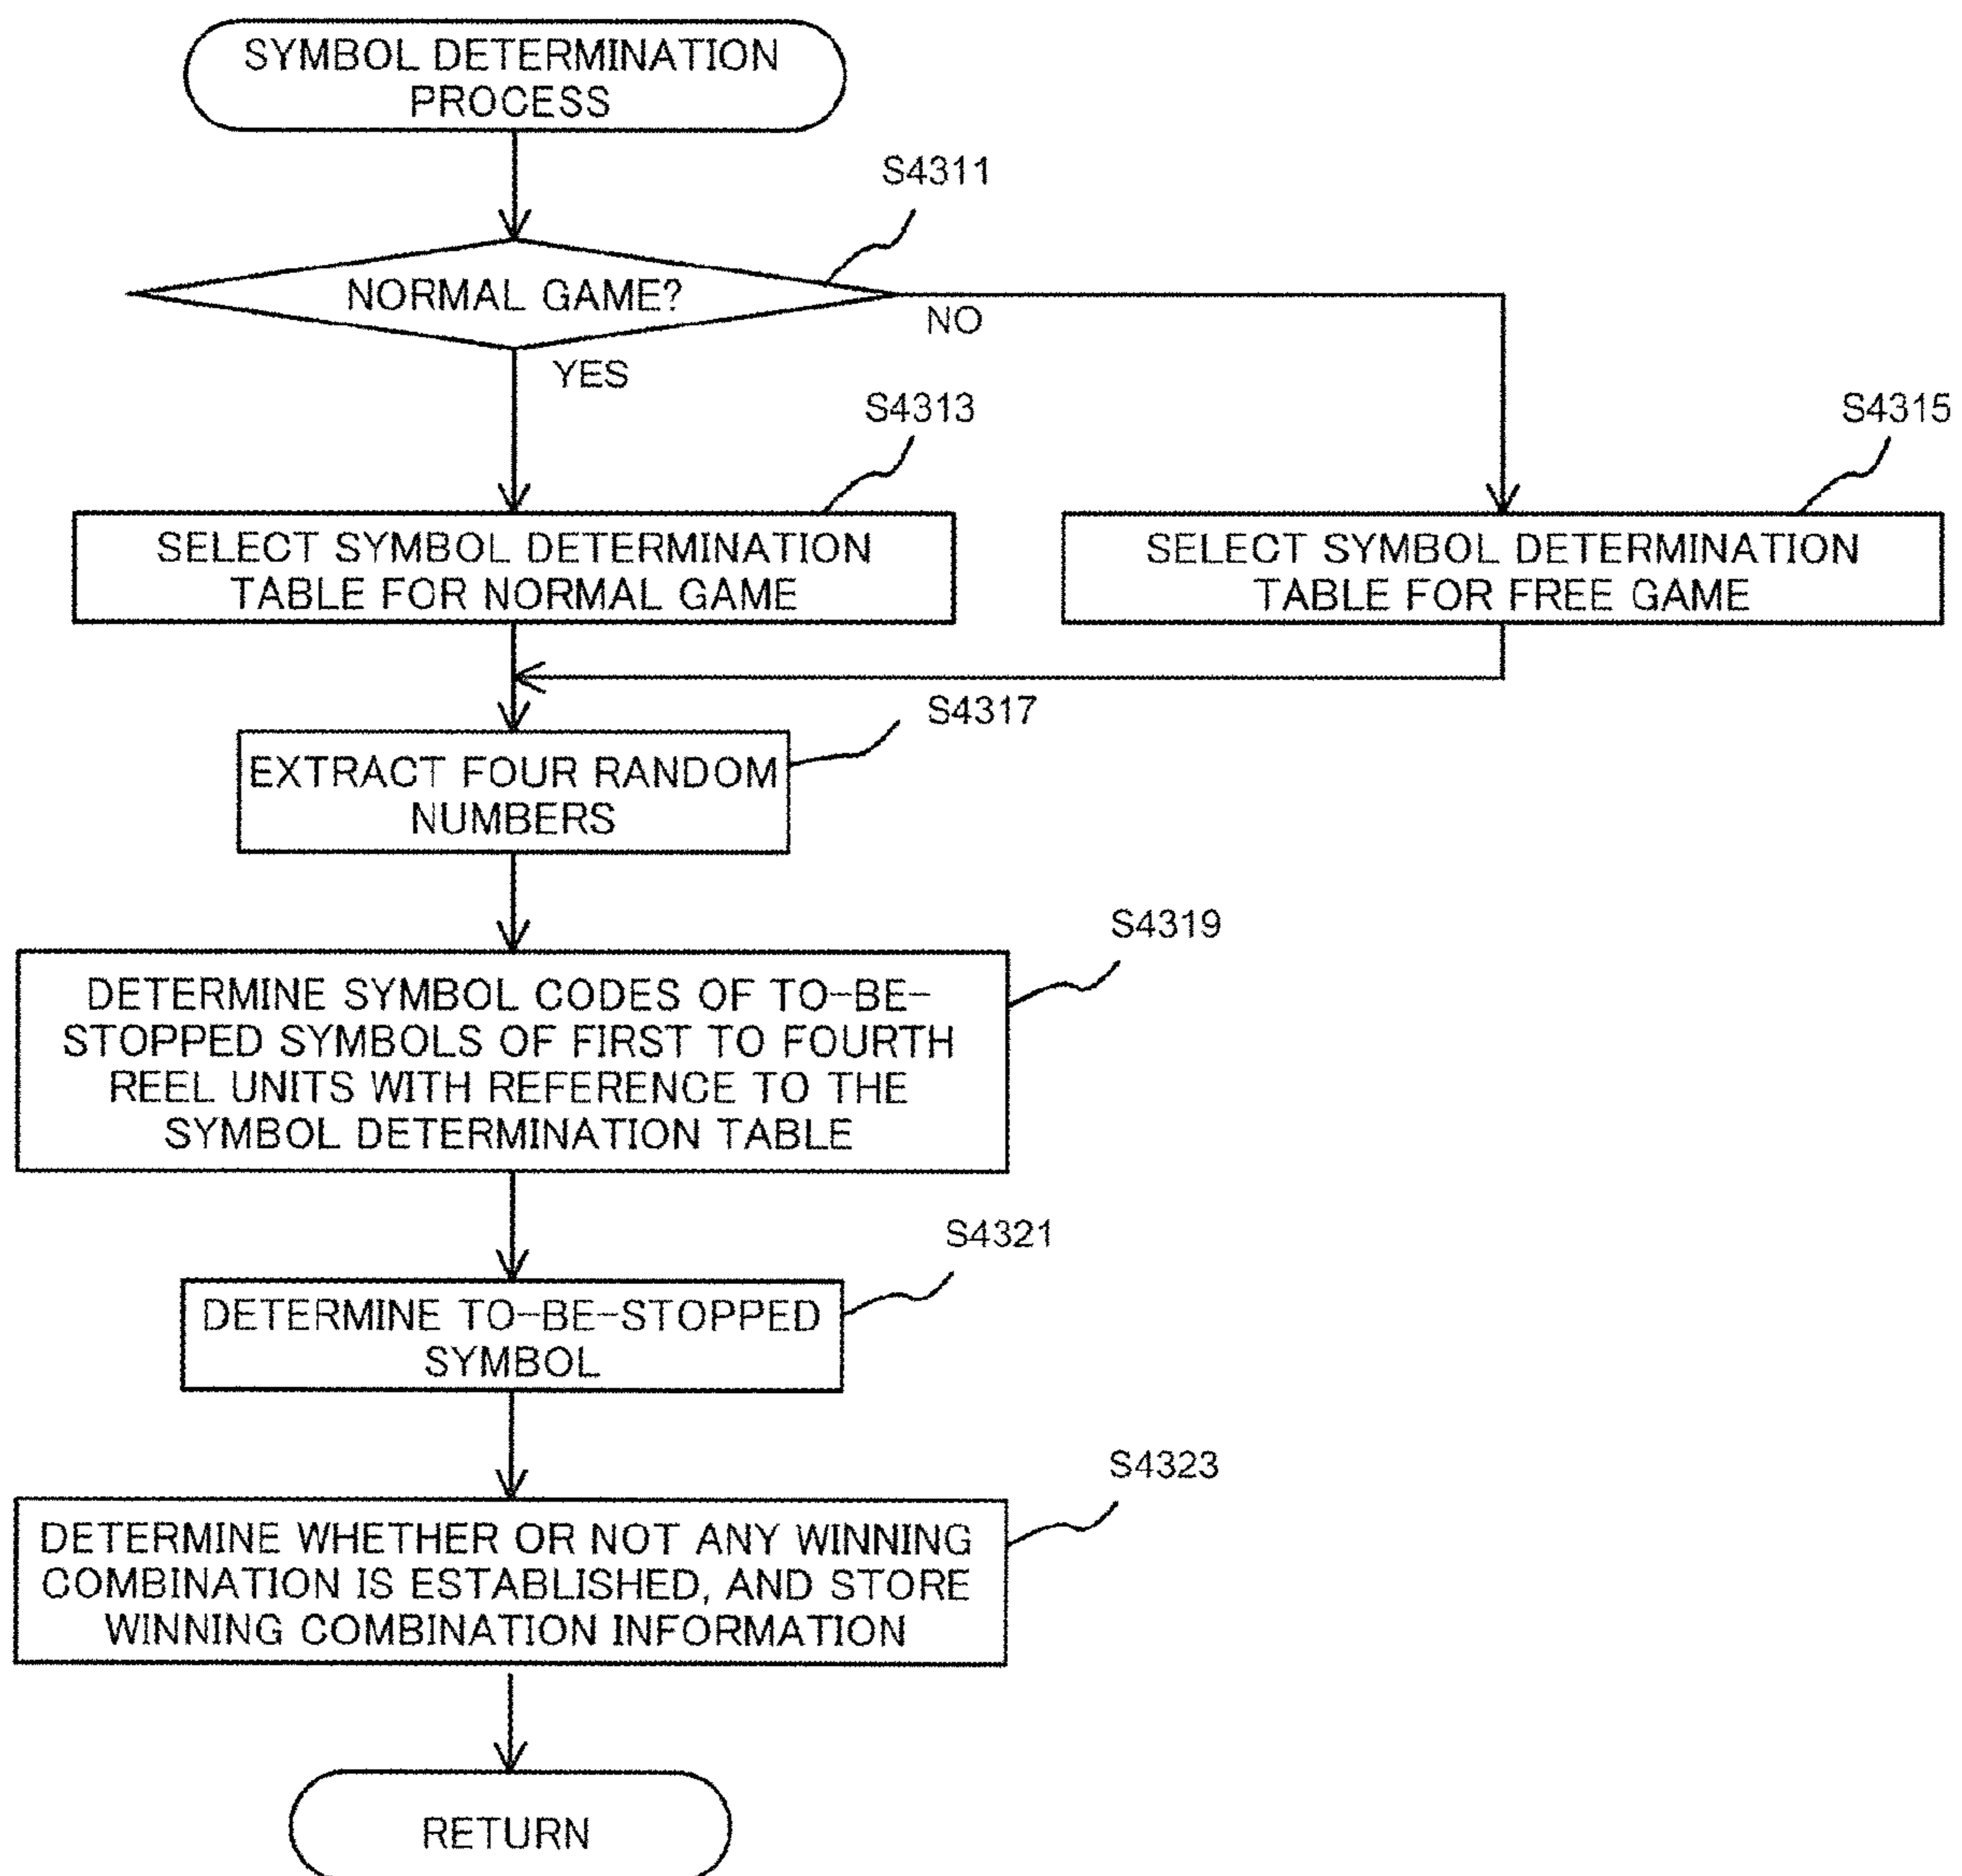 SYMBOL DETERMINATION
PROCESS
S4311
NORMAL GAME?
NO
YES
S4313
S4315
SELECT SYMBOL DETERMINATION
TABLE FOR NORMAL GAME
SELECT SYMBOL DETERMINATION
TABLE FOR FREE GAME
S4317
EXTRACT FOUR RANDOM
NUMBERS
S4319
DETERMINE SYMBOL CODES OF TO-BE-
STOPPED SYMBOLS OF FIRST TO FOURTH
REEL UNITS WITH REFERENCE TO THE
SYMBOL DETERMINATION TABLE
S4321
DETERMINE TO-BE-STOPPED
SYMBOL
S4323
DETERMINE WHETHER OR NOT ANY WINNING
COMBINATION IS ESTABLISHED, AND STORE
WINNING COMBINATION INFORMATION
RETURN